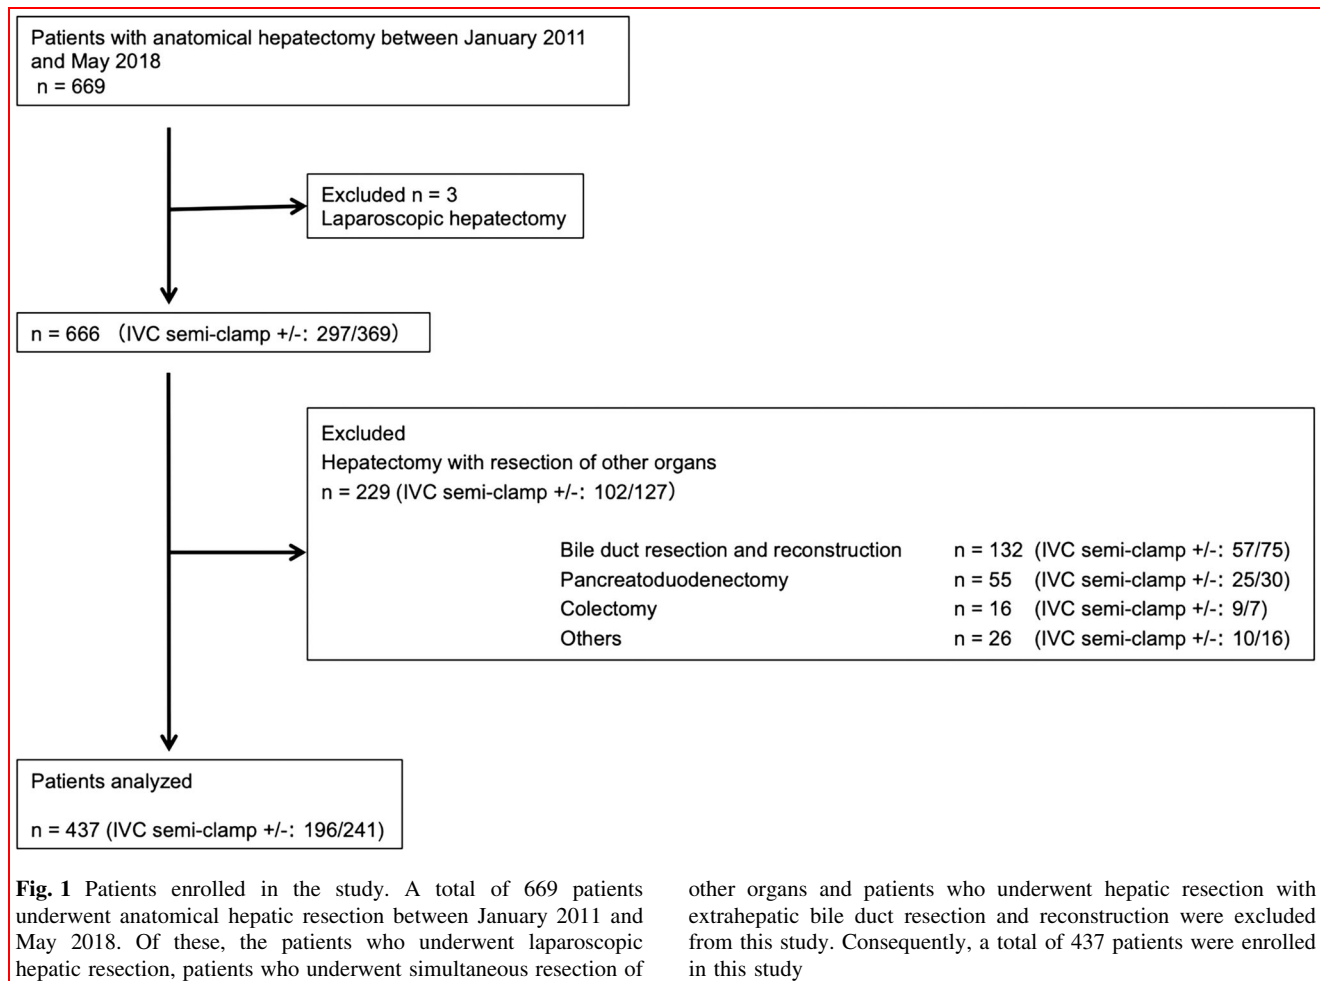 Patients with anatomical hepatectomy between January 2011
and May 2018
n = 669
Excluded n = 3
Laparoscopic hepatectomy
n = 666 （IVC semi-clamp +/-: 297/369）
Excluded
Hepatectomy with resection of other organs
n = 229 (IVC semi-clamp +/-: 102/127）
Bile duct resection and reconstruction n = 132 (IVC semi-clamp +/-: 57/75)
Pancreatoduodenectomy n = 55 (IVC semi-clamp +/-: 25/30)
Colectomy n = 16 (IVC semi-clamp +/-: 9/7)
Others n = 26 (IVC semi-clamp +/-: 10/16)
Patients analyzed
n = 437 (IVC semi-clamp +/-: 196/241)
Fig. 1 Patients enrolled in the study. A total of 669 patients
underwent anatomical hepatic resection between January 2011 and
May 2018. Of these, the patients who underwent laparoscopic
hepatic resection, patients who underwent simultaneous resection of
other organs and patients who underwent hepatic resection with
extrahepatic bile duct resection and reconstruction were excluded
from this study. Consequently, a total of 437 patients were enrolled
in this study